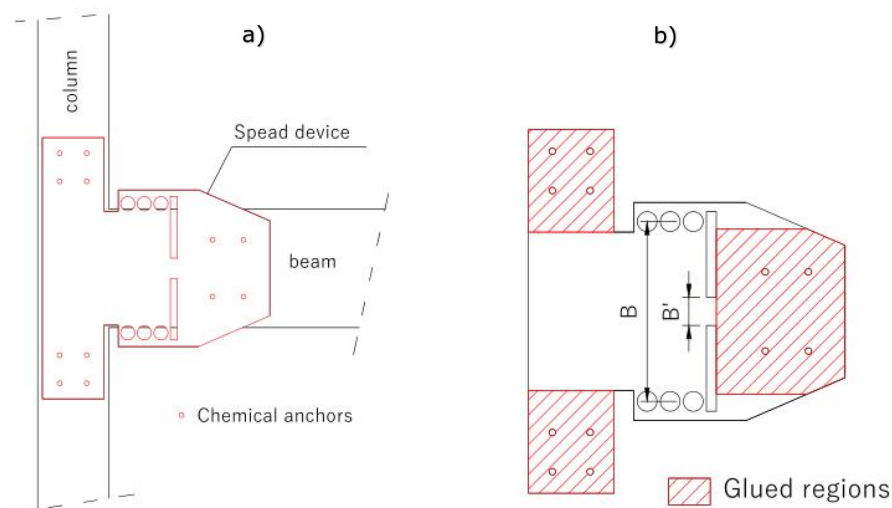 a)
column
Spead device
beam
Chemical anchors
b)
B
B'
Glued regions